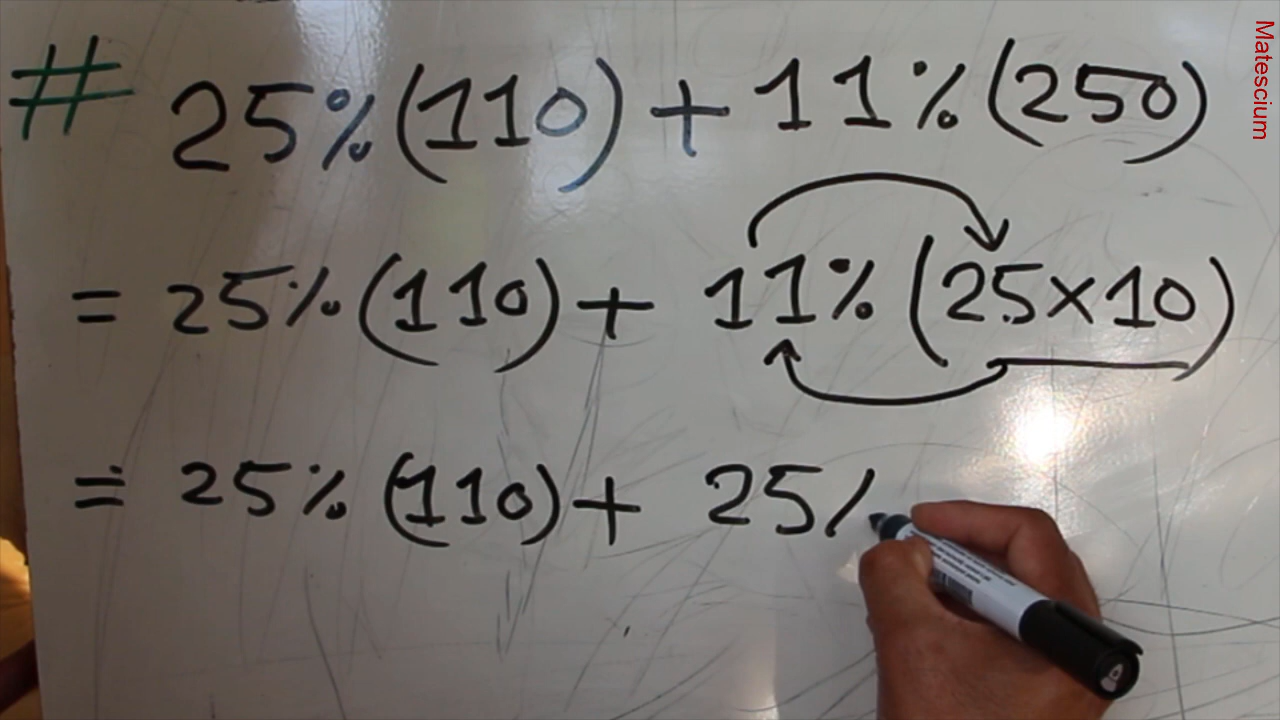 # 25%(110) + 11%(250)
= 25%(110) + 11%(25×10)
= 25%(110) + 25%
Matescium